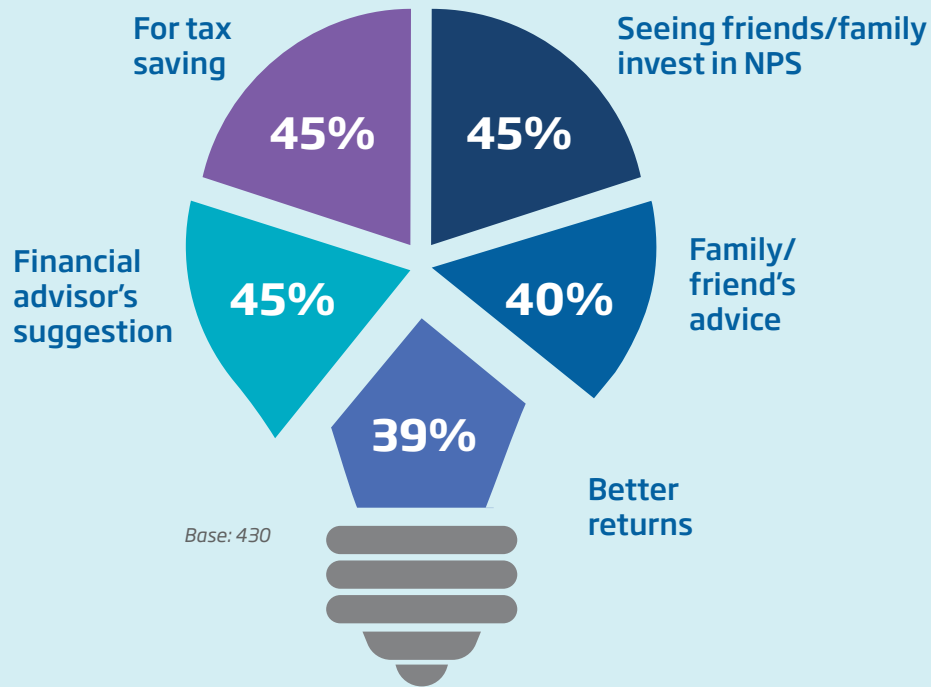 For tax
saving
45%
Seeing friends/family
invest in NPS
45%
Financial
advisor's
suggestion
45%
Family/
friend's
advice
40%
39%
Better
returns
Base: 430